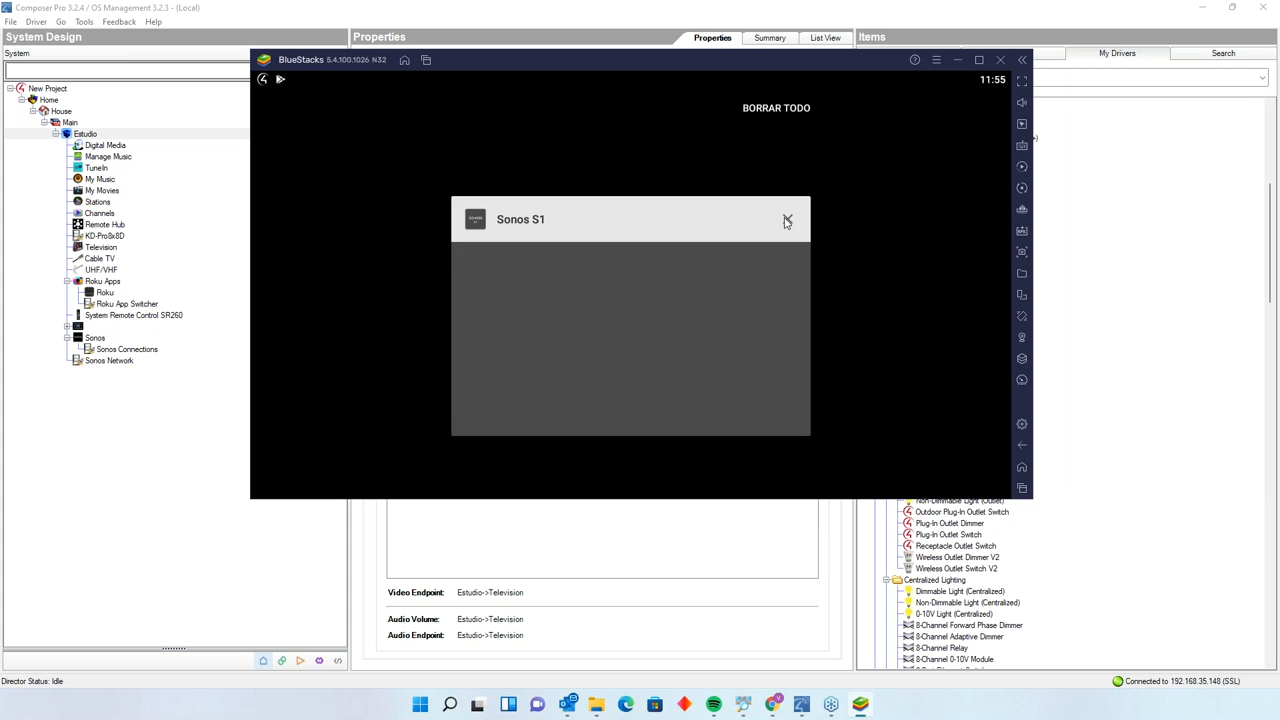 Composer Pro 3.2.4 / OS Management 3.2.3 - (Local)
File Driver Go Tools Feedback Help
System Design
Properties
Properties Summary List View
Items
System
My Drivers Search
New Project
Home
House
Main
Estudio
Digital Media
Manage Music
TuneIn
My Music
My Movies
Stations
Channels
Remote Hub
KD-Pro8x8D
Television
Cable TV
UHF/VHF
Roku Apps
Roku
Roku App Switcher
System Remote Control SR260
Sonos
Sonos Connections
Sonos Network
BlueStacks 5.4.100.1026 N32
11:55
BORRAR TODO
Sonos S1
Video Endpoint: Estudio->Television
Audio Volume: Estudio->Television
Audio Endpoint: Estudio->Television
Non-Dimmable Light (Outlet)
Outdoor Plug-In Outlet Switch
Plug-In Outlet Dimmer
Plug-In Outlet Switch
Receptacle Outlet Switch
Wireless Outlet Dimmer V2
Wireless Outlet Switch V2
Centralized Lighting
Dimmable Light (Centralized)
Non-Dimmable Light (Centralized)
0-10V Light (Centralized)
8-Channel Forward Phase Dimmer
8-Channel Adaptive Dimmer
8-Channel Relay
8-Channel 0-10V Module
Director Status: Idle
Connected to 192.168.35.148 (SSL)